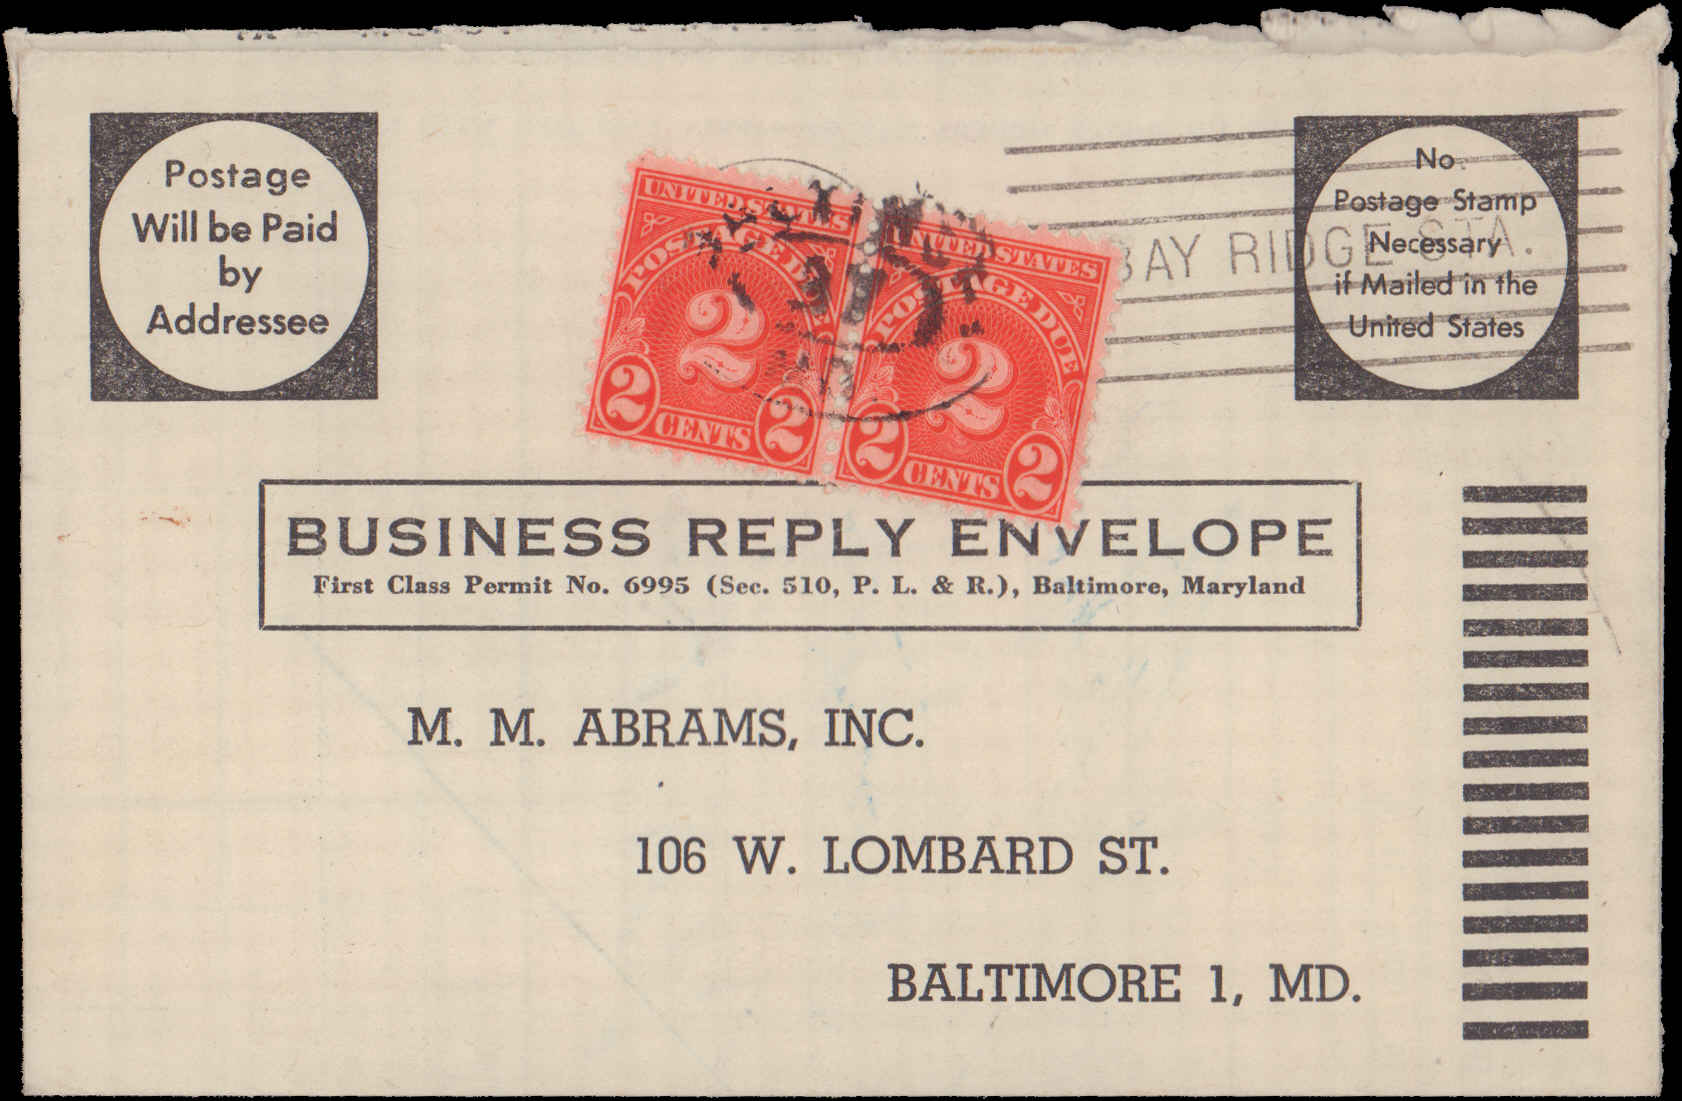 Postage
Will be Paid
by
Addressee
UNITED STATES
POSTAGE DUE
2
2 CENTS 2
UNITED STATES
POSTAGE DUE
2
2 CENTS 2
BAY RIDGE STA.
No
Postage Stamp
Necessary
if Mailed in the
United States
BUSINESS REPLY ENVELOPE
First Class Permit No. 6995 (Sec. 510, P. L. & R.), Baltimore, Maryland
M. M. ABRAMS, INC.
106 W. LOMBARD ST.
BALTIMORE 1, MD.